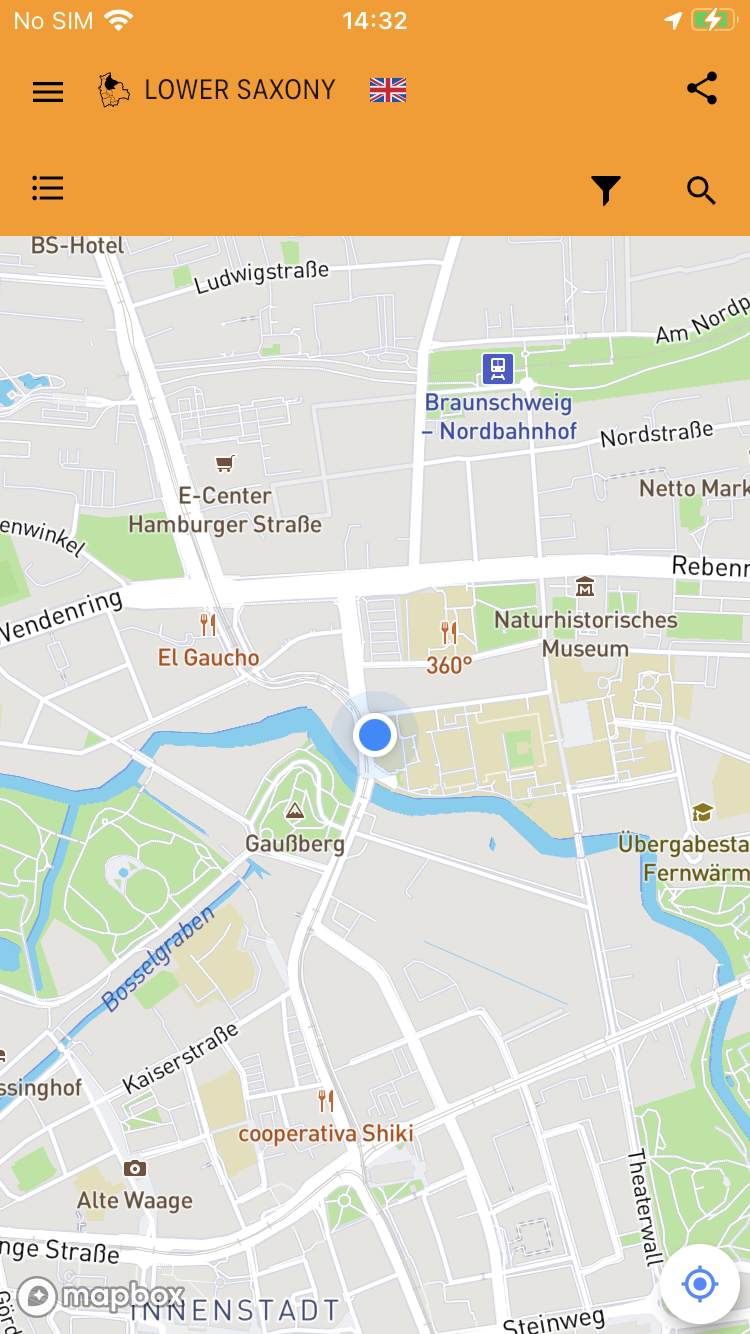 No SIM 14:32
LOWER SAXONY
BS-Hotel
Ludwigstraße
Am Nordp
Braunschweig
– Nordbahnhof
Nordstraße
E-Center
Hamburger Straße
Netto Mark
enwinkel
Rebenr
Wendenring
Naturhistorisches
Museum
El Gaucho
360°
Gaußberg
Übergabesta
Fernwärm
Bosselgraben
Kaiserstraße
ssinghof
cooperativa Shiki
Alte Waage
Theaterwall
nge Straße
Görd
mapbox
INNENSTADT
Steinweg